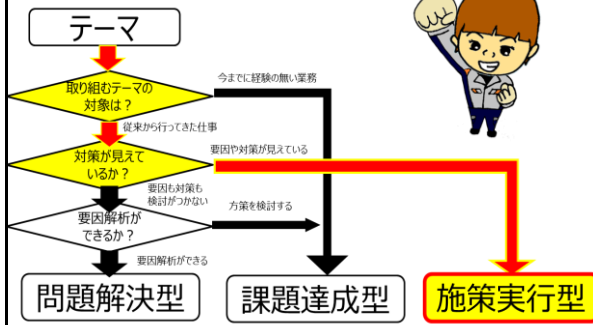 テーマ
取り組むテーマの
対象は？
今までに経験の無い業務
従来から行ってきた仕事
対策が見えて
いるか？
要因や対策が見えている
要因も対策も
検討がつかない
要因解析が
できるか？
方策を検討する
要因解析ができる
問題解決型
課題達成型
施策実行型